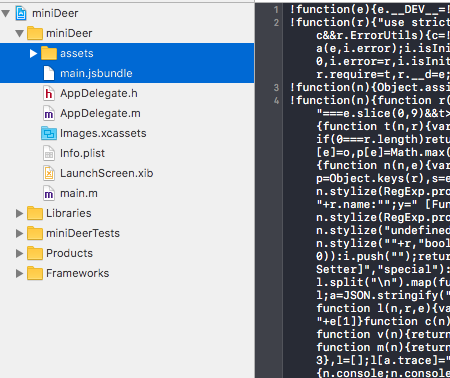 miniDeer
miniDeer
assets
main.jsbundle
AppDelegate.h
AppDelegate.m
Images.xcassets
Info.plist
LaunchScreen.xib
main.m
Libraries
miniDeerTests
Products
Frameworks
1 !function(e){e.__DEV__=!
2 !function(r){"use strict
c&&r.ErrorUtils){c=!
a(e,i.error);i.isIni
0,i.error=r,i.isInit
r.require=t,r.__d=e;
3 !function(n){Object.assi
4 !function(n){function r(
"===e.slice(0,9)&&t>
{function t(n,r){var
if(0===r.length)retu
[e]=o,p[e]=Math.max(
{function n(n,e){var
p=Object.keys(r),s=e
n.stylize(RegExp.pro
"+r.name:"";y=" [Fun
n.stylize(RegExp.pro
n.stylize("undefined
n.stylize(""+r,"bool
0)):i.push("");retur
Setter]","special"):
l.split("\n").map(fu
l;a=JSON.stringify("
function l(n,r,e){va
"+e[1]}function c(n)
function v(n){return
function m(n){return
3},l=[];l[a.trace]="
{n.console;n.console